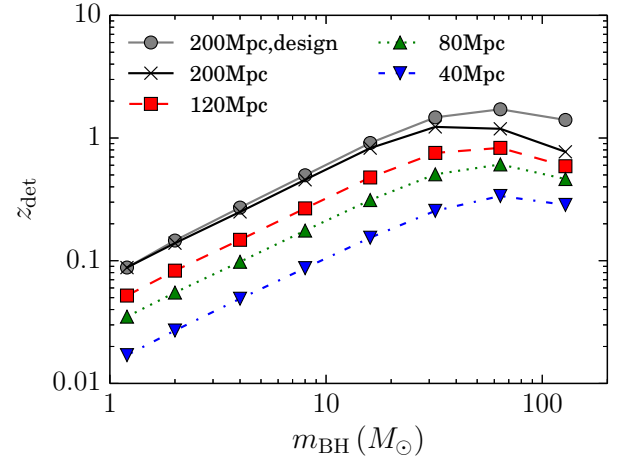 10
200Mpc,design
80Mpc
200Mpc
40Mpc
120Mpc
1
z_det
0.1
0.01
1
10
100
m_BH (M_⊙)